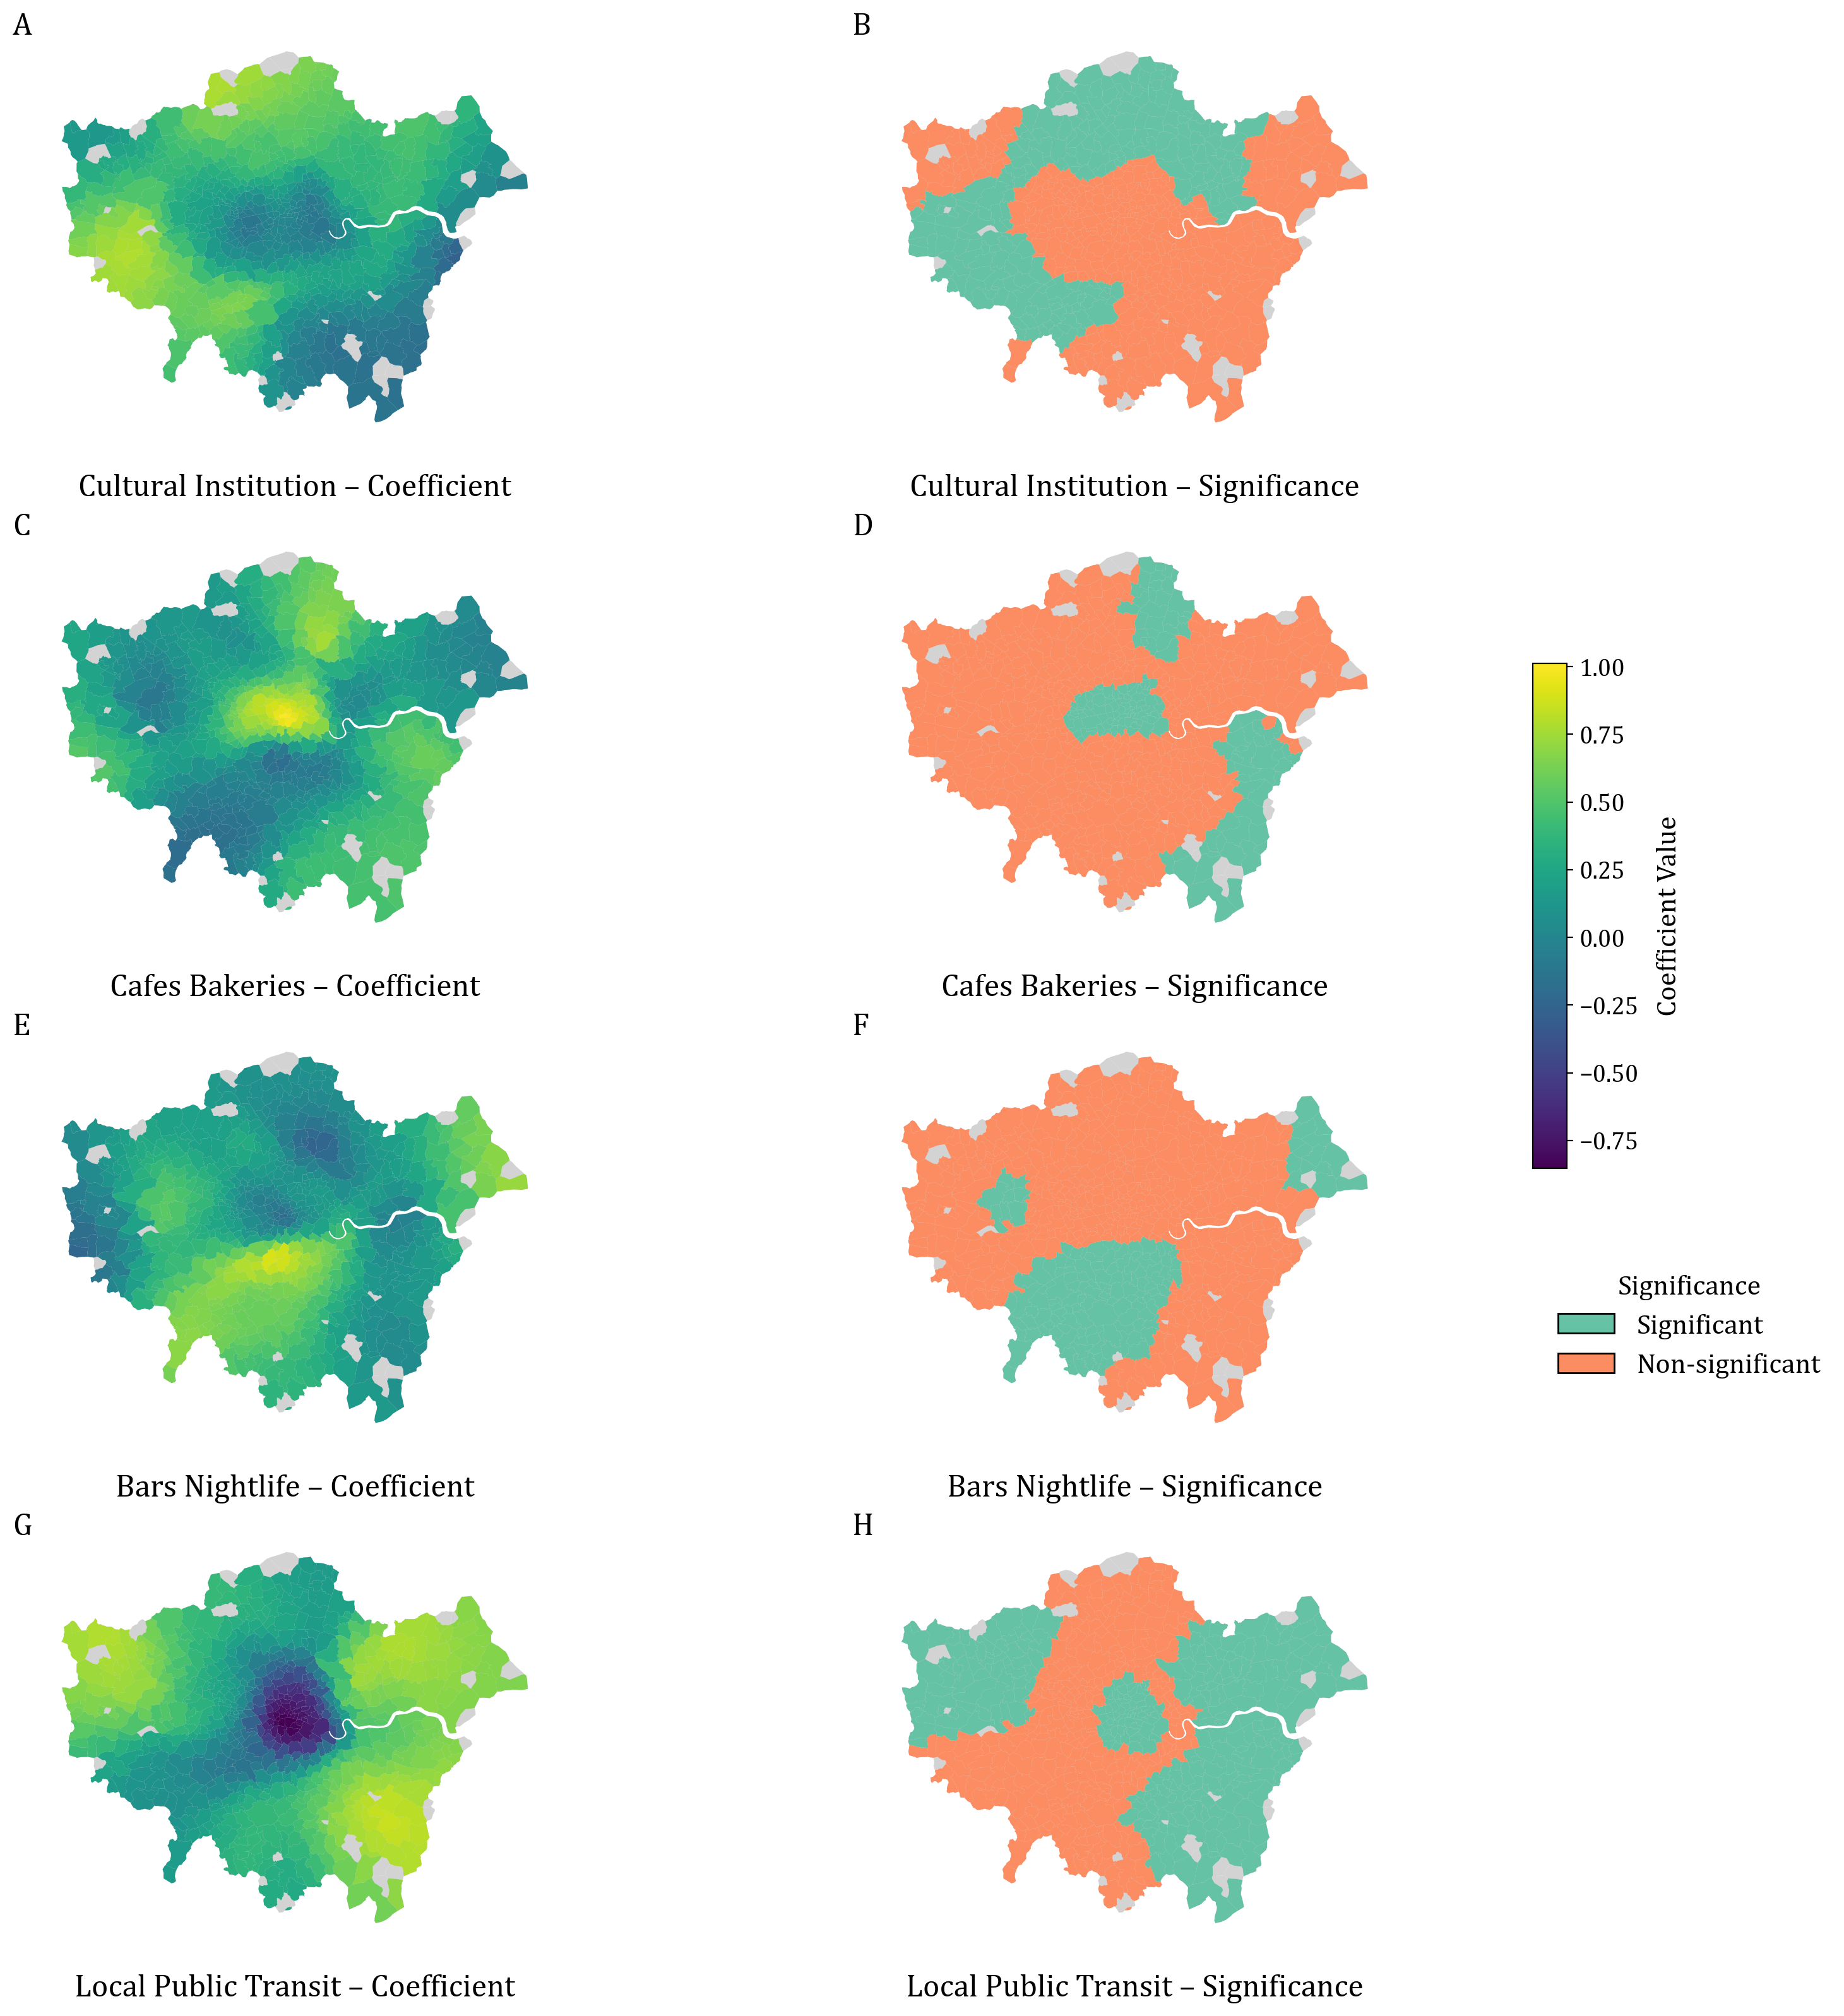 A
B
Cultural Institution – Coefficient
Cultural Institution – Significance
C
D
Cafes Bakeries – Coefficient
Cafes Bakeries – Significance
1.00
0.75
0.50
0.25
0.00
−0.25
−0.50
−0.75
Coefficient Value
E
F
Bars Nightlife – Coefficient
Bars Nightlife – Significance
Significance
Significant
Non-significant
G
H
Local Public Transit – Coefficient
Local Public Transit – Significance